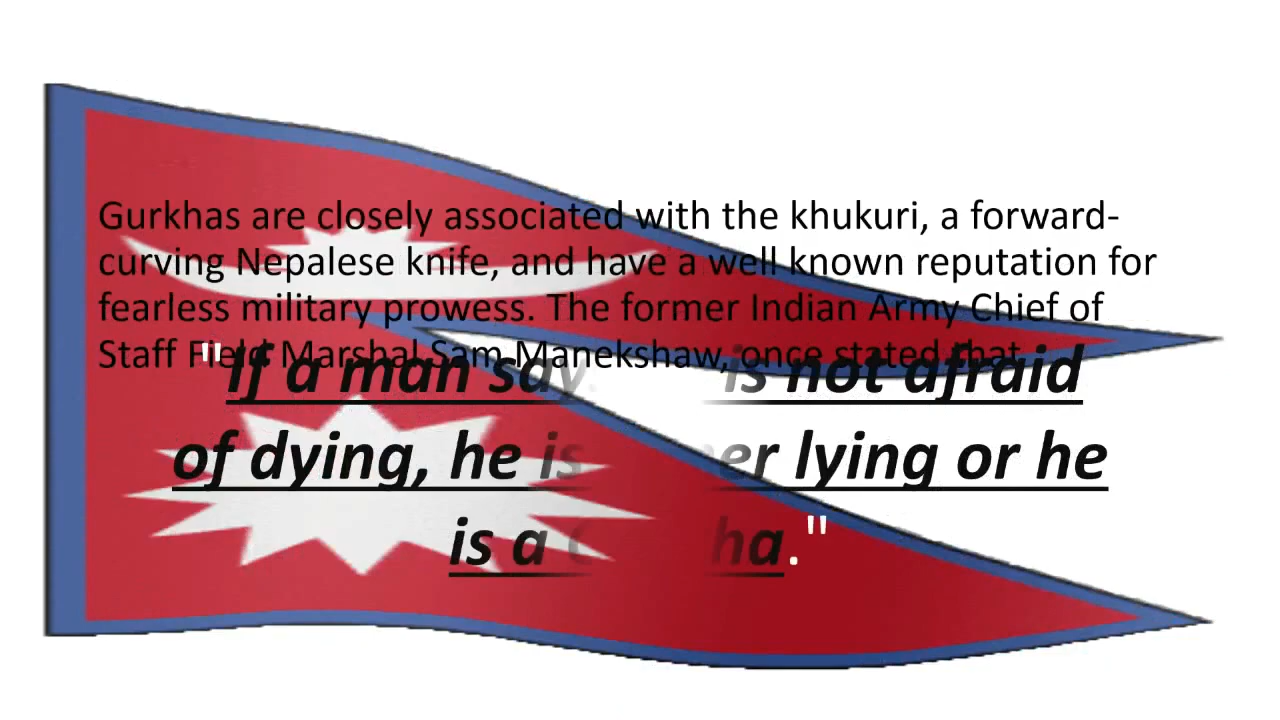 Gurkhas are closely associated with the khukuri, a forward-
curving Nepalese knife, and have a well known reputation for
fearless military prowess. The former Indian Army Chief of
Staff Field Marshal Sam Manekshaw, once stated that
"If a man is not afraid
of dying, he is lying or he
is a ."